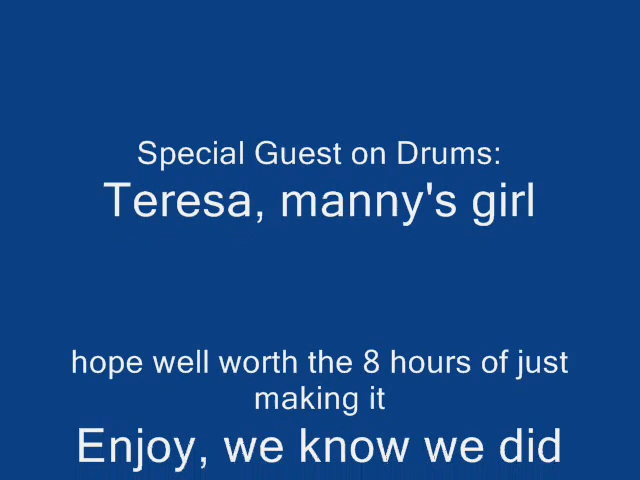 Special Guest on Drums:
Teresa, manny's girl
hope well worth the 8 hours of just
making it
Enjoy, we know we did